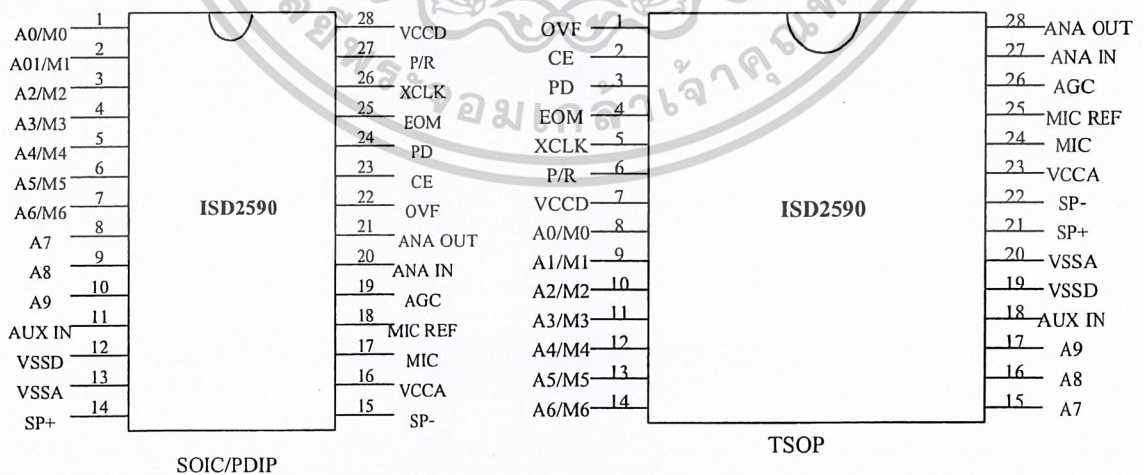 1
A0/M0
2
A01/M1
3
A2/M2
4
A3/M3
5
A4/M4
6
A5/M5
7
A6/M6
8
A7
9
A8
10
A9
11
AUX IN
12
VSSD
13
VSSA
14
SP+
ISD2590
28
VCCD
27
P/R
26
XCLK
25
EOM
24
PD
23
CE
22
OVF
21
ANA OUT
20
ANA IN
19
AGC
18
MIC REF
17
MIC
16
VCCA
15
SP-
SOIC/PDIP
1
OVF
2
CE
3
PD
4
EOM
5
XCLK
6
P/R
7
VCCD
8
A0/M0
9
A1/M1
10
A2/M2
11
A3/M3
12
A4/M4
13
A5/M5
14
A6/M6
ISD2590
28
ANA OUT
27
ANA IN
26
AGC
25
MIC REF
24
MIC
23
VCCA
22
SP-
21
SP+
20
VSSA
19
VSSD
18
AUX IN
17
A9
16
A8
15
A7
TSOP